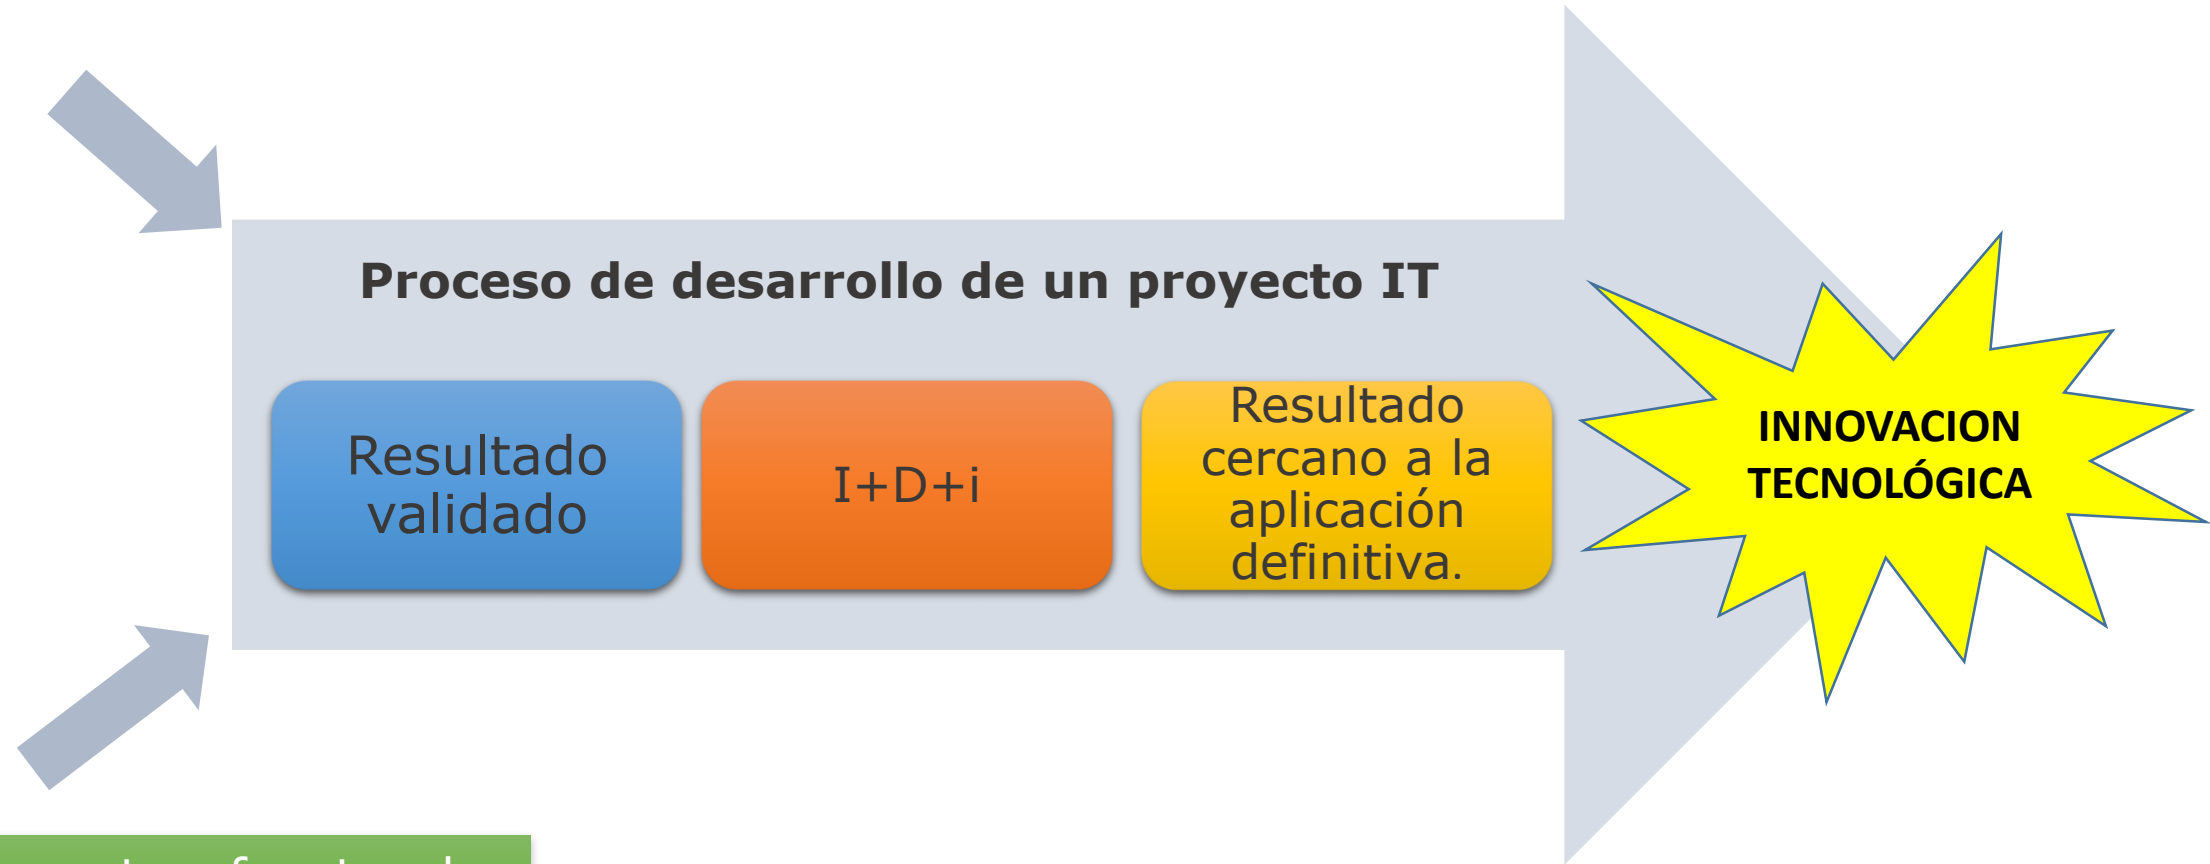 Proceso de desarrollo de un proyecto IT
Resultado
validado
I+D+i
Resultado
cercano a la
aplicación
definitiva.
INNOVACION
TECNOLÓGICA